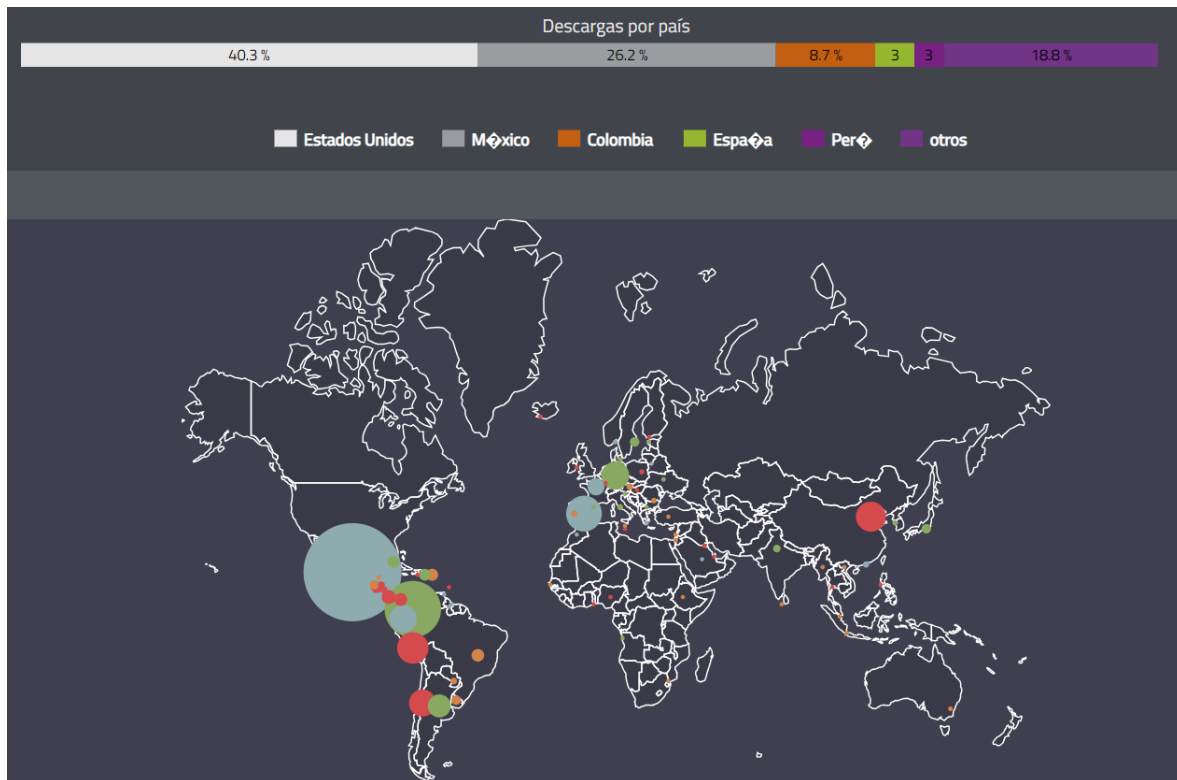 Descargas por país
40.3 % 26.2 % 8.7 % 3 3 18.8 %
Estados Unidos M�xico Colombia Espa�a Per� otros